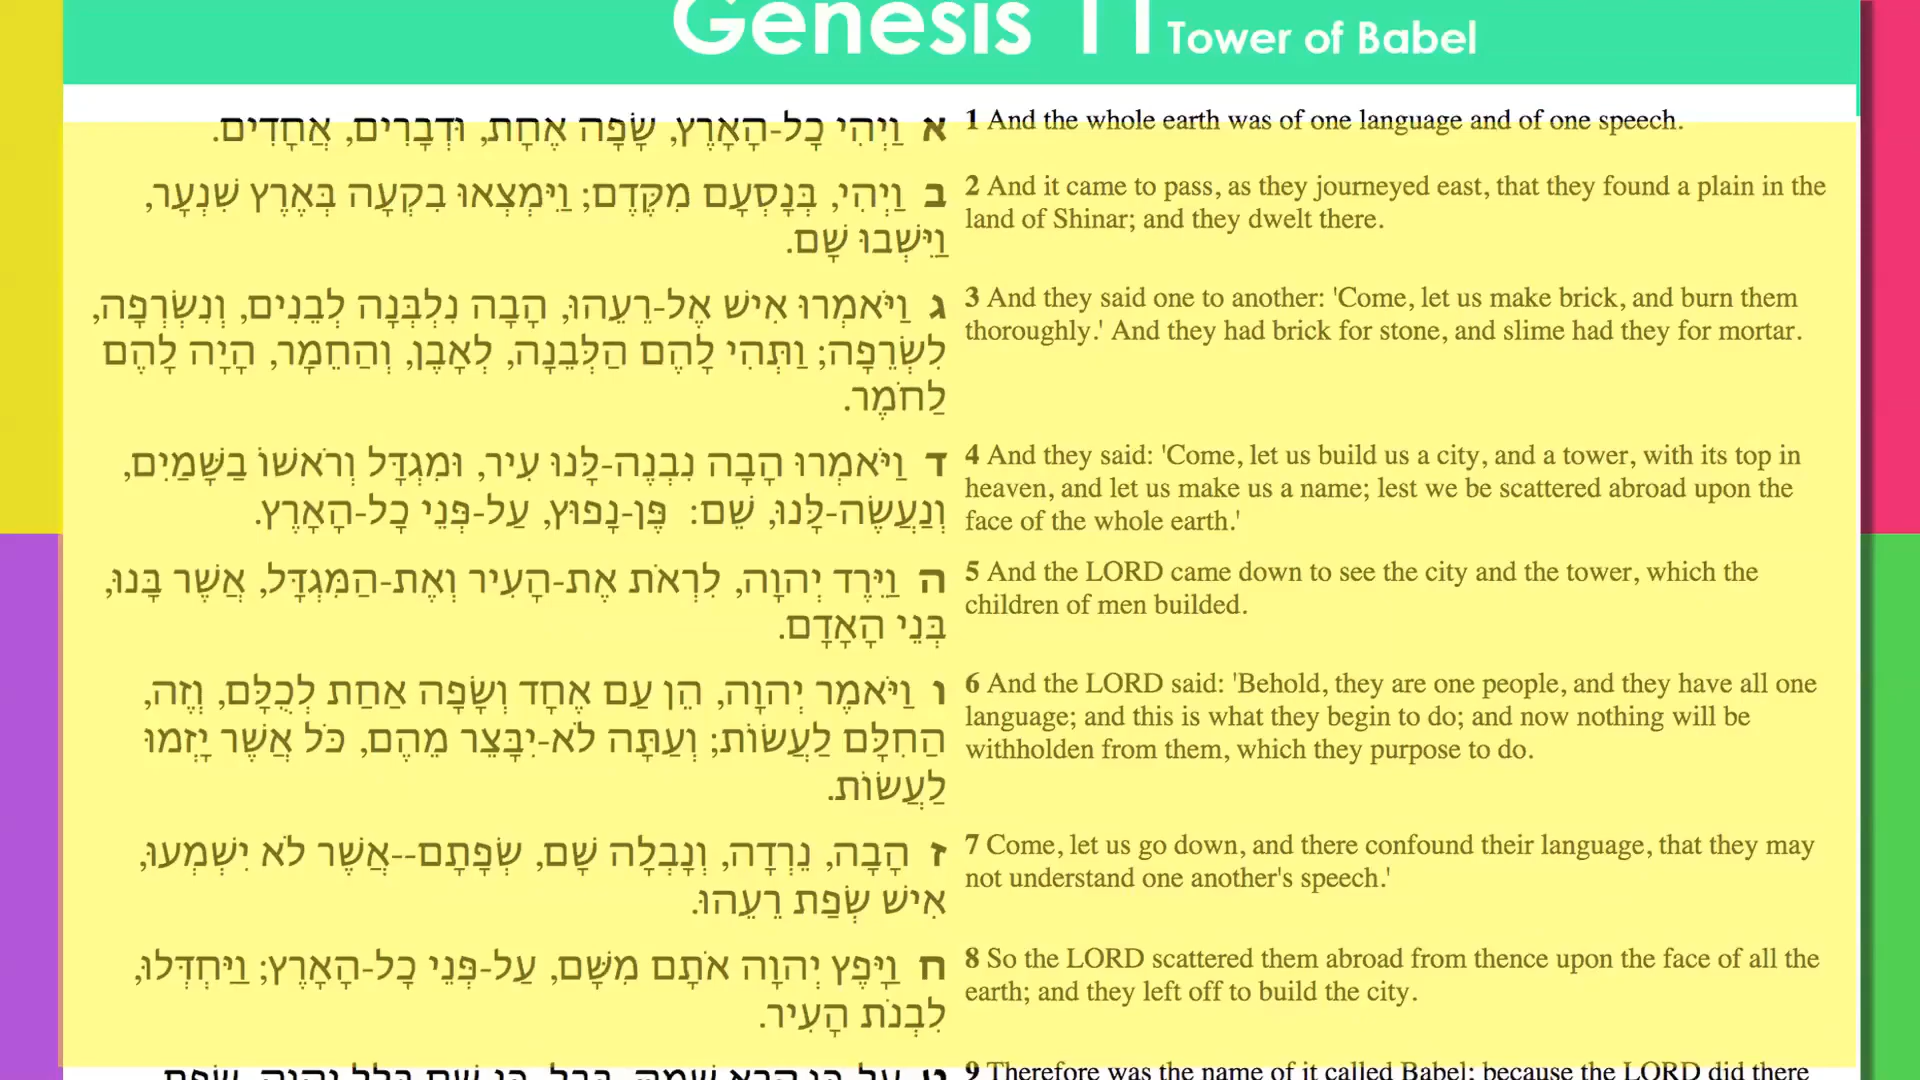 Genesis 11 Tower of Babel
א וַיְהִי כָל-הָאָרֶץ, שָׂפָה אֶחָת, וּדְבָרִים, אֲחָדִים.
1 And the whole earth was of one language and of one speech.
ב וַיְהִי, בְּנָסְעָם מִקֶּדֶם; וַיִּמְצְאוּ בִקְעָה בְּאֶרֶץ שִׁנְעָר,
וַיֵּשְׁבוּ שָׁם.
2 And it came to pass, as they journeyed east, that they found a plain in the
land of Shinar; and they dwelt there.
ג וַיֹּאמְרוּ אִישׁ אֶל-רֵעֵהוּ, הָבָה נִלְבְּנָה לְבֵנִים, וְנִשְׂרְפָה,
לִשְׂרֵפָה; וַתְּהִי לָהֶם הַלְּבֵנָה, לְאָבֶן, וְהַחֵמָר, הָיָה לָהֶם
לַחֹמֶר.
3 And they said one to another: 'Come, let us make brick, and burn them
thoroughly.' And they had brick for stone, and slime had they for mortar.
ד וַיֹּאמְרוּ הָבָה נִבְנֶה-לָּנוּ עִיר, וּמִגְדָּל וְרֹאשׁוֹ בַשָּׁמַיִם,
וְנַעֲשֶׂה-לָּנוּ, שֵׁם: פֶּן-נָפוּץ, עַל-פְּנֵי כָל-הָאָרֶץ.
4 And they said: 'Come, let us build us a city, and a tower, with its top in
heaven, and let us make us a name; lest we be scattered abroad upon the
face of the whole earth.'
ה וַיֵּרֶד יְהוָה, לִרְאֹת אֶת-הָעִיר וְאֶת-הַמִּגְדָּל, אֲשֶׁר בָּנוּ,
בְּנֵי הָאָדָם.
5 And the LORD came down to see the city and the tower, which the
children of men builded.
ו וַיֹּאמֶר יְהוָה, הֵן עַם אֶחָד וְשָׂפָה אַחַת לְכֻלָּם, וְזֶה,
הַחִלָּם לַעֲשׂוֹת; וְעַתָּה לֹא-יִבָּצֵר מֵהֶם, כֹּל אֲשֶׁר יָזְמוּ
לַעֲשׂוֹת.
6 And the LORD said: 'Behold, they are one people, and they have all one
language; and this is what they begin to do; and now nothing will be
withholden from them, which they purpose to do.
ז הָבָה, נֵרְדָה, וְנָבְלָה שָׁם, שְׂפָתָם--אֲשֶׁר לֹא יִשְׁמְעוּ,
אִישׁ שְׂפַת רֵעֵהוּ.
7 Come, let us go down, and there confound their language, that they may
not understand one another's speech.'
ח וַיָּפֶץ יְהוָה אֹתָם מִשָּׁם, עַל-פְּנֵי כָל-הָאָרֶץ; וַיַּחְדְּלוּ,
לִבְנֹת הָעִיר.
8 So the LORD scattered them abroad from thence upon the face of all the
earth; and they left off to build the city.
9 Therefore was the name of it called Babel; because the LORD did there